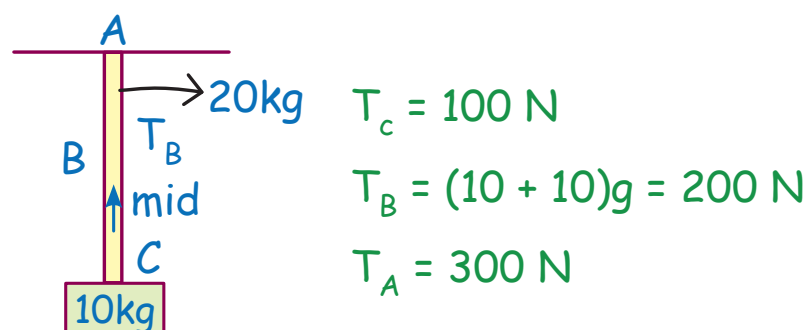 A
20kg
B
T_B
mid
C
10kg
T_c = 100 N
T_B = (10 + 10)g = 200 N
T_A = 300 N